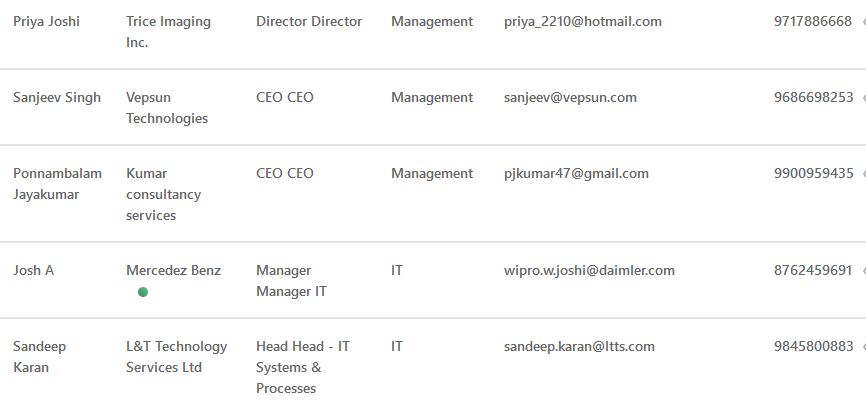 Priya Joshi Trice Imaging Director Director Management priya_2210@hotmail.com 9717886668
Inc.
Sanjeev Singh Vepsun CEO CEO Management sanjeev@vepsun.com 9686698253
Technologies
Ponnambalam Kumar CEO CEO Management pjkumar47@gmail.com 9900959435
Jayakumar consultancy
services
Josh A Mercedez Benz Manager IT wipro.w.joshi@daimler.com 8762459691
Manager IT
Sandeep L&T Technology Head Head - IT IT sandeep.karan@ltts.com 9845800883
Karan Services Ltd Systems &
Processes